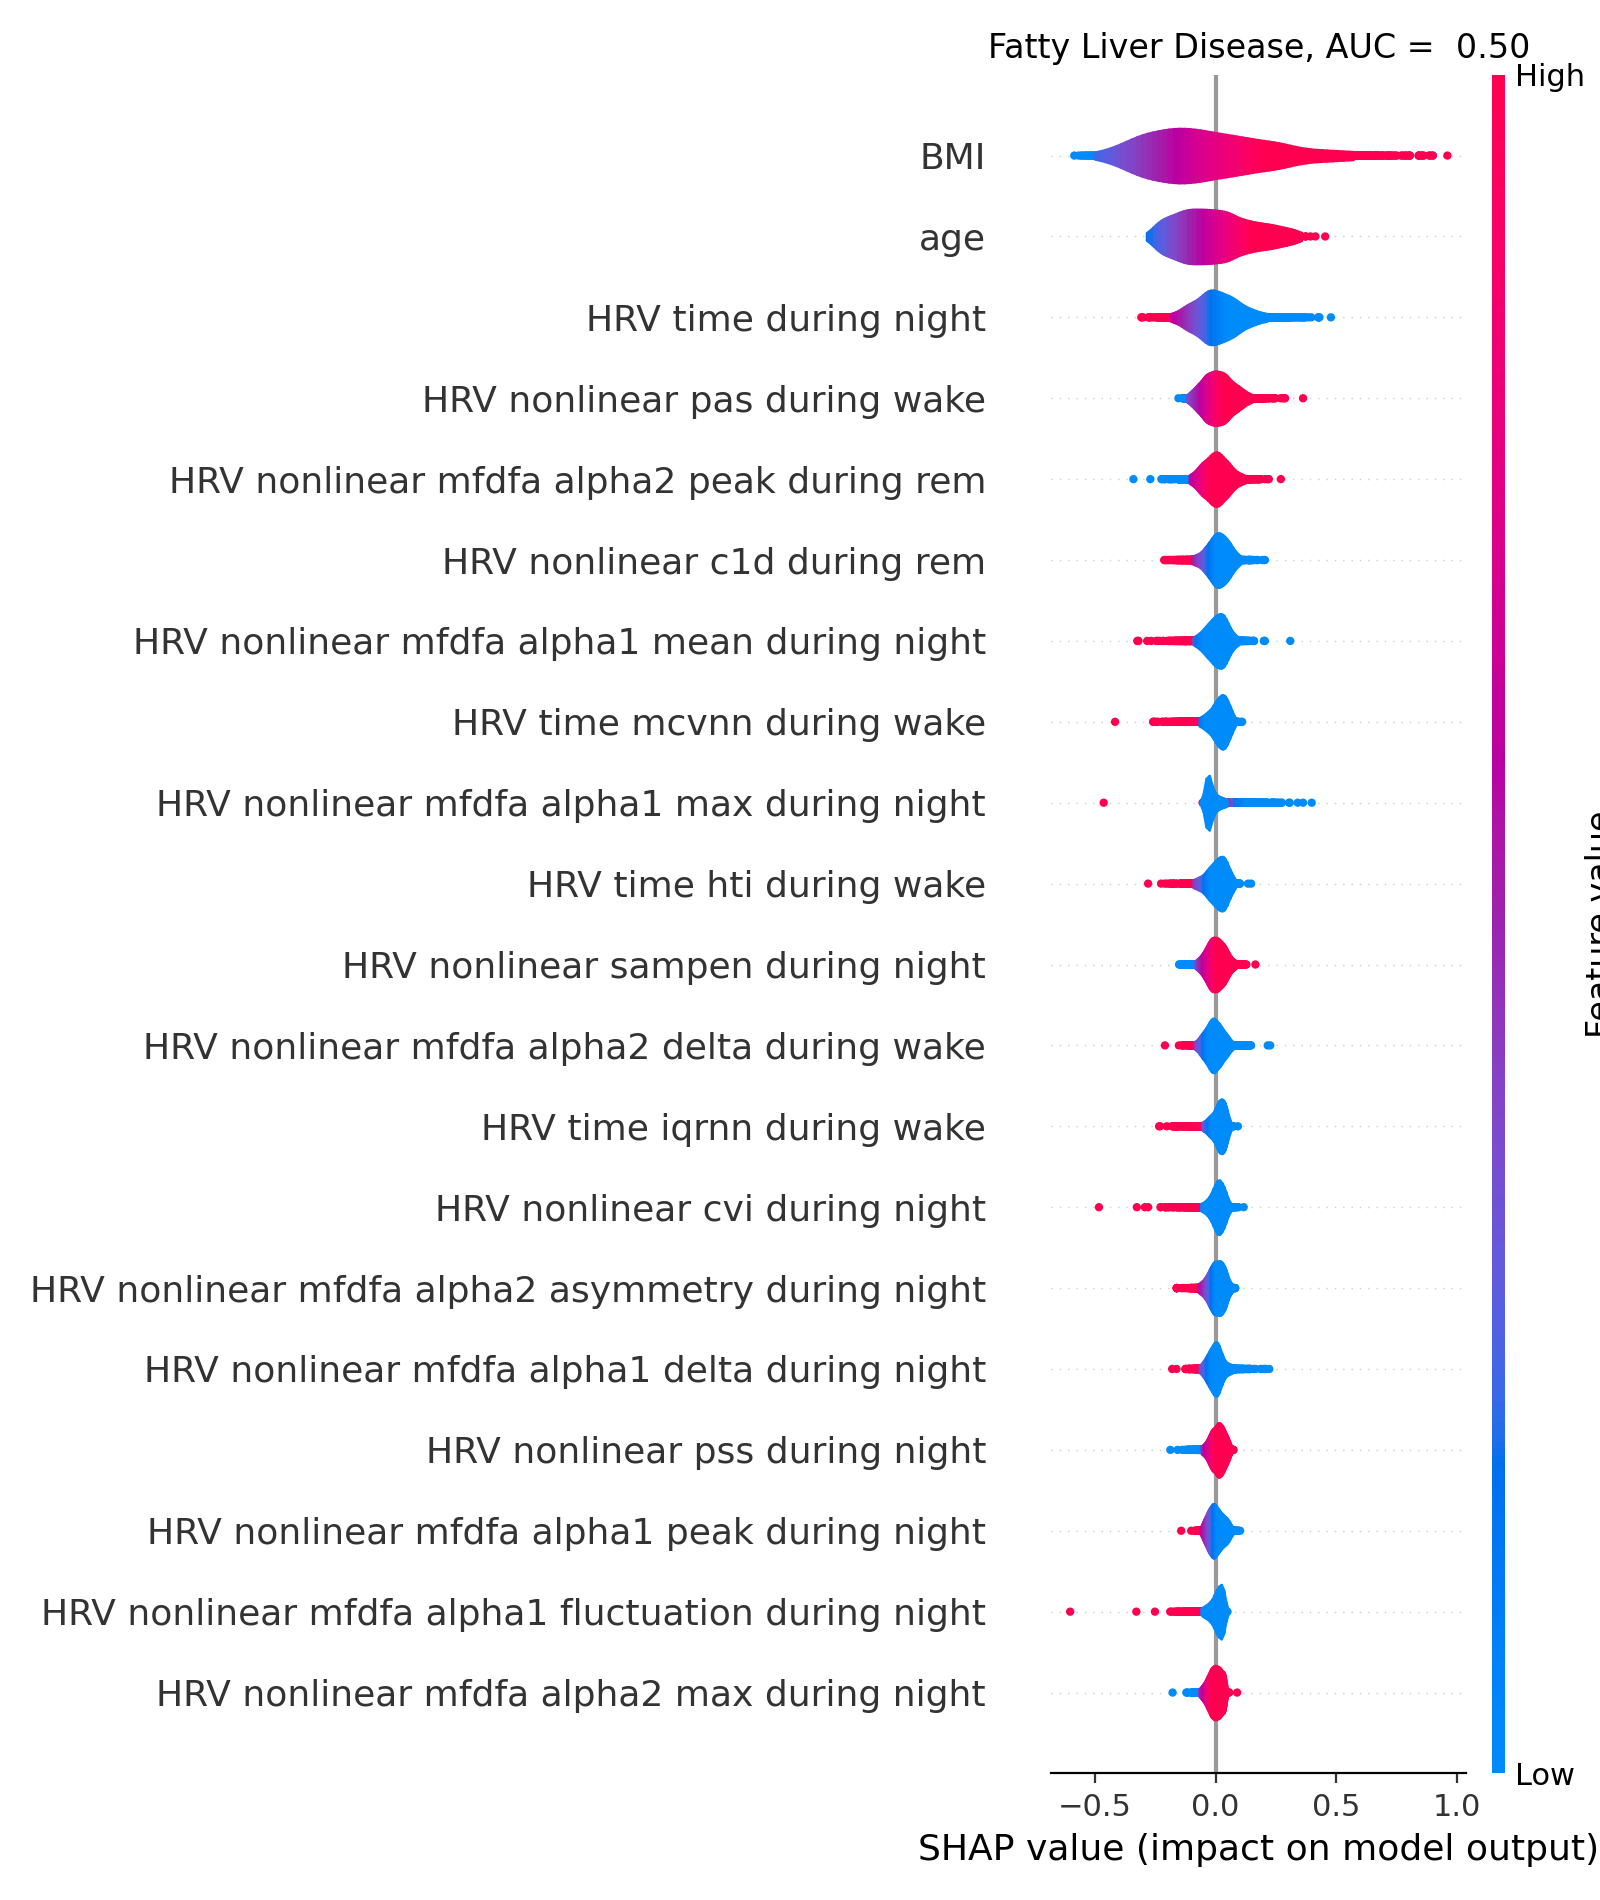 Fatty Liver Disease, AUC =  0.50
High
BMI
age
HRV time during night
HRV nonlinear pas during wake
HRV nonlinear mfdfa alpha2 peak during rem
HRV nonlinear c1d during rem
HRV nonlinear mfdfa alpha1 mean during night
HRV time mcvnn during wake
HRV nonlinear mfdfa alpha1 max during night
HRV time hti during wake
HRV nonlinear sampen during night
HRV nonlinear mfdfa alpha2 delta during wake
HRV time iqrnn during wake
HRV nonlinear cvi during night
HRV nonlinear mfdfa alpha2 asymmetry during night
HRV nonlinear mfdfa alpha1 delta during night
HRV nonlinear pss during night
HRV nonlinear mfdfa alpha1 peak during night
HRV nonlinear mfdfa alpha1 fluctuation during night
HRV nonlinear mfdfa alpha2 max during night
Feature value
Low
−0.5 0.0 0.5 1.0
SHAP value (impact on model output)